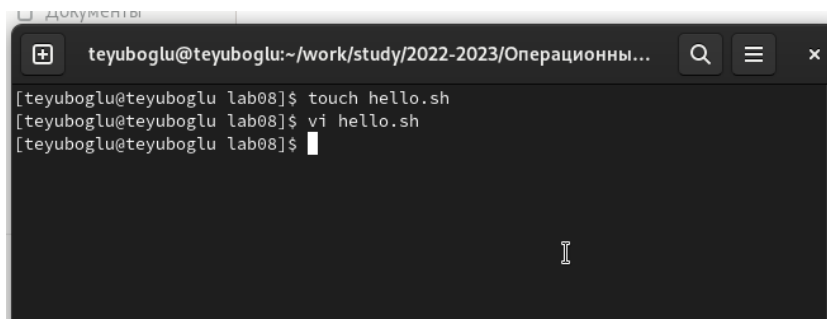 Документы
teyuboglu@teyuboglu:~/work/study/2022-2023/Операционны...
[teyuboglu@teyuboglu lab08]$ touch hello.sh
[teyuboglu@teyuboglu lab08]$ vi hello.sh
[teyuboglu@teyuboglu lab08]$